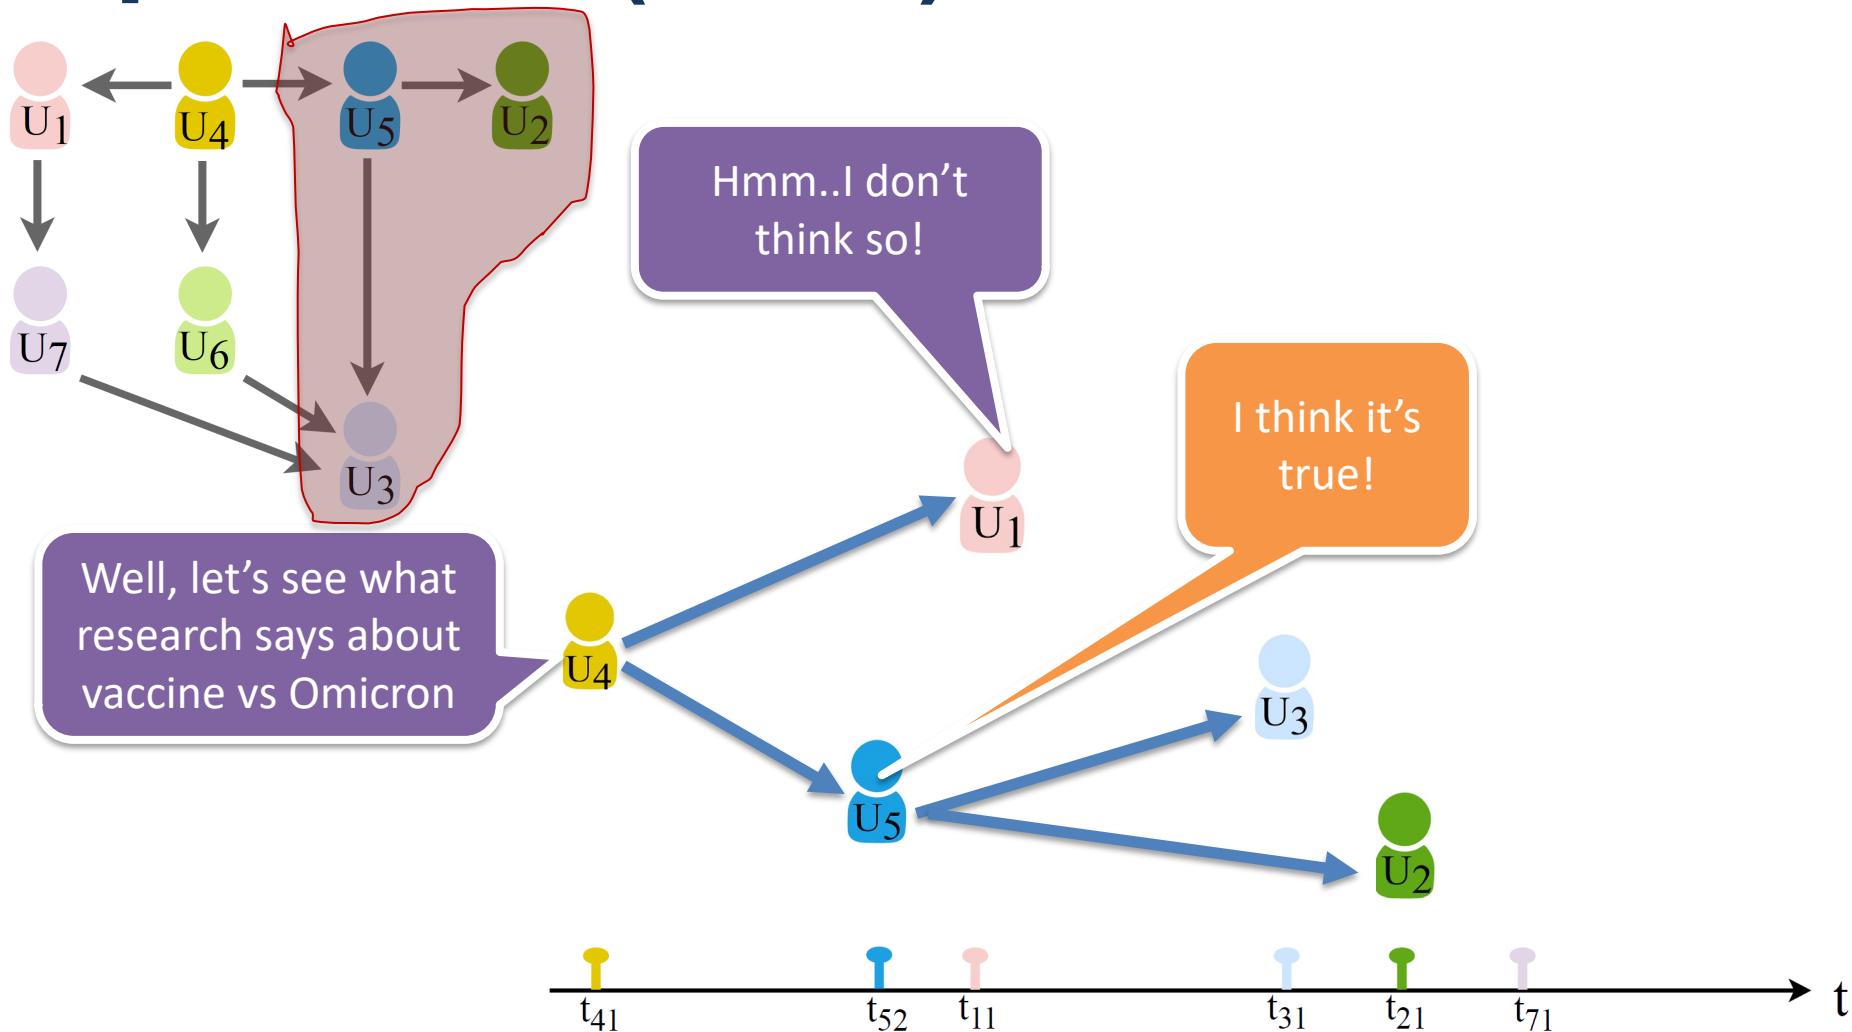 U1
U4
U5
U2
Hmm..I don’t
think so!
U7
U6
I think it’s
true!
U3
U1
Well, let’s see what
research says about
vaccine vs Omicron
U4
U3
U5
U2
t
t41
t52
t11
t31
t21
t71